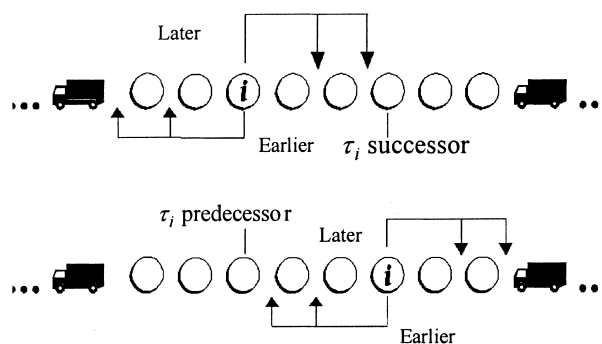 Later
i
Earlier
τi successor
τi predecessor
Later
i
Earlier